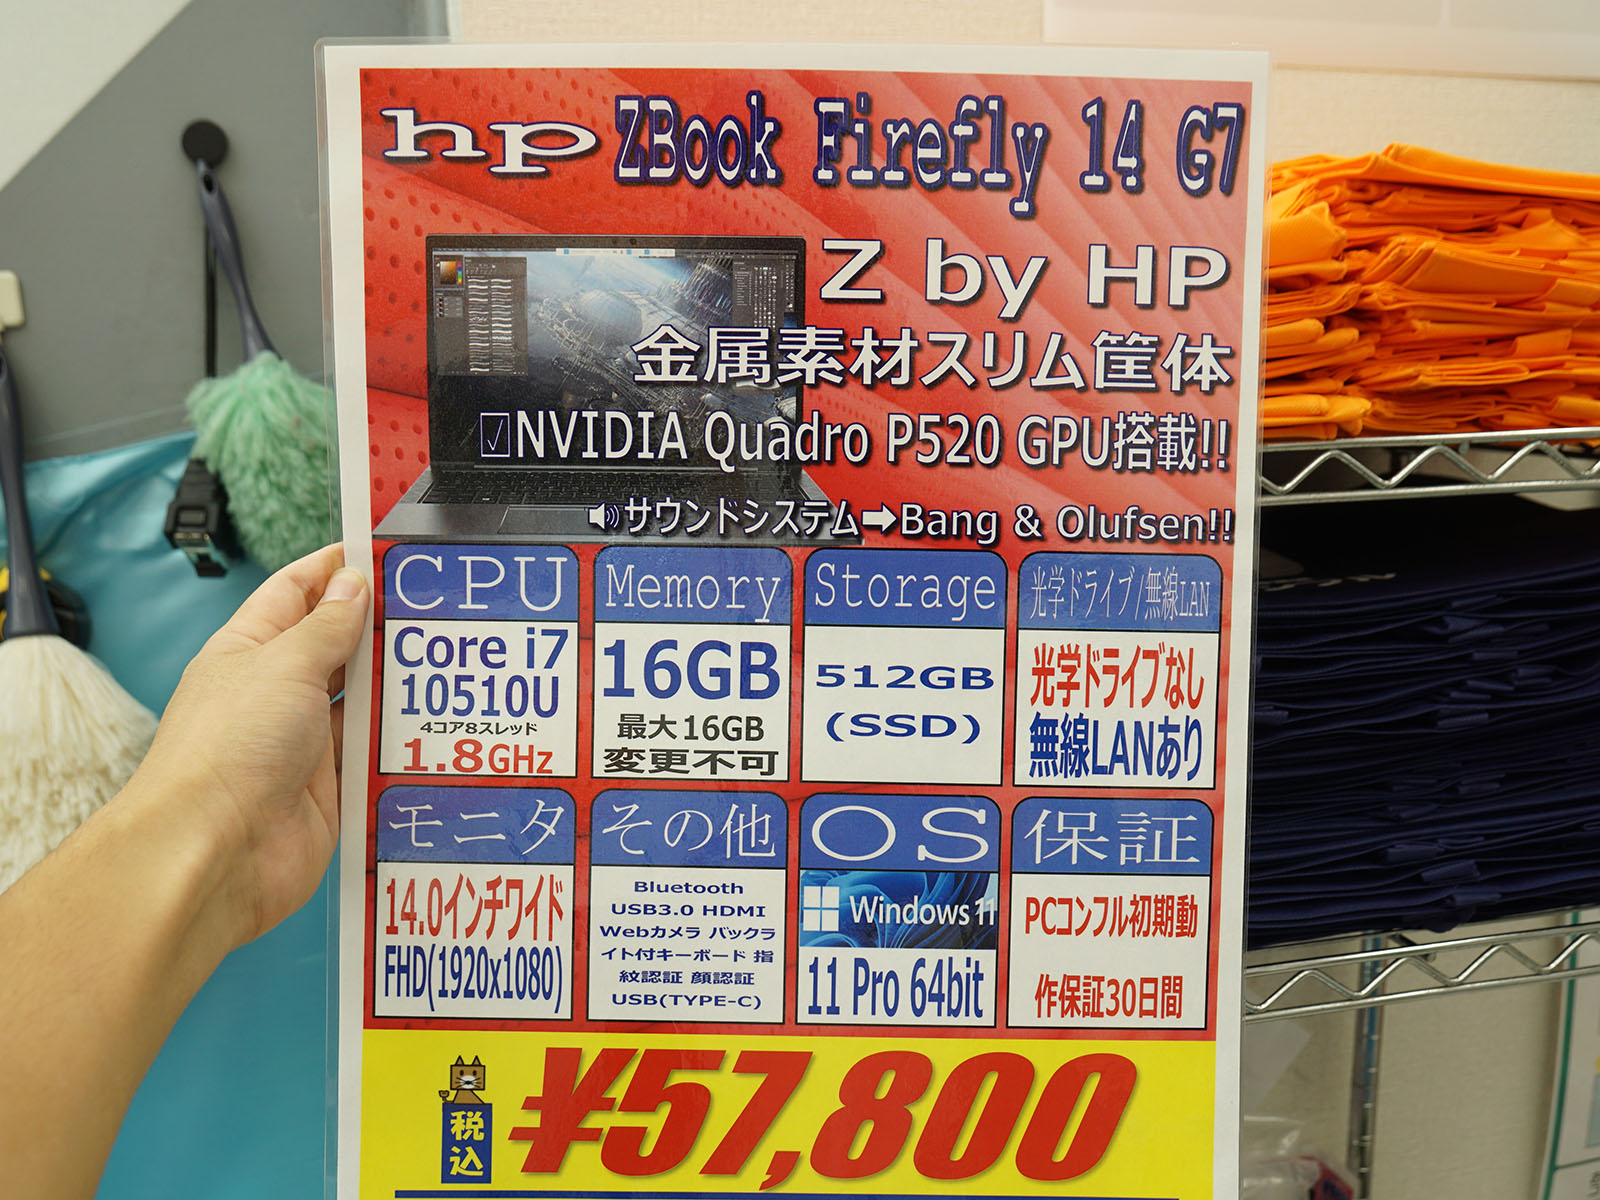 hp ZBook Firefly 14 G7
Z by HP
金属素材スリム筐体
☑NVIDIA Quadro P520 GPU搭載!!
サウンドシステム➡Bang & Olufsen!!
CPU
Core i7
10510U
4コア8スレッド
1.8GHz
Memory
16GB
最大16GB
変更不可
Storage
512GB
(SSD)
光学ドライブ/無線LAN
光学ドライブなし
無線LANあり
モニタ
14.0インチワイド
FHD(1920x1080)
その他
Bluetooth
USB3.0 HDMI
Webカメラ バックラ
イト付キーボード 指
紋認証 顔認証
USB(TYPE-C)
OS
Windows 11
11 Pro 64bit
保証
PCコンフル初期動
作保証30日間
税込
¥57,800